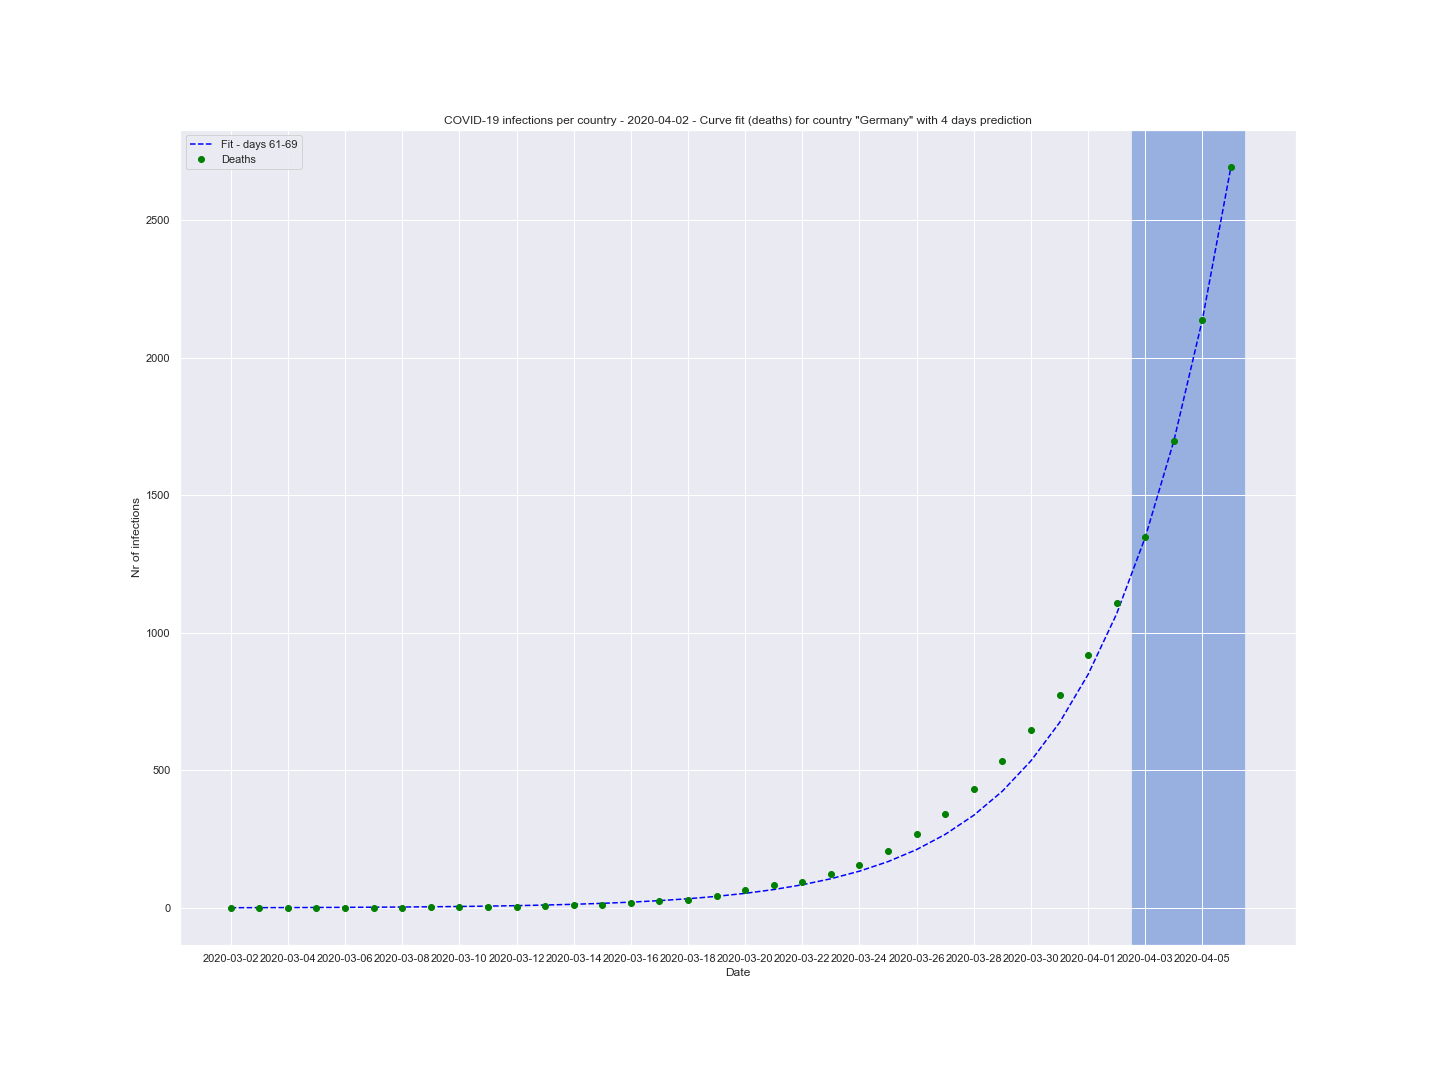 COVID-19 infections per country - 2020-04-02 - Curve fit (deaths) for country "Germany" with 4 days prediction
Fit - days 61-69
Deaths
2500
2000
1500
1000
500
0
Nr of infections
2020-03-02 2020-03-04 2020-03-06 2020-03-08 2020-03-10 2020-03-12 2020-03-14 2020-03-16 2020-03-18 2020-03-20 2020-03-22 2020-03-24 2020-03-26 2020-03-28 2020-03-30 2020-04-01 2020-04-03 2020-04-05
Date